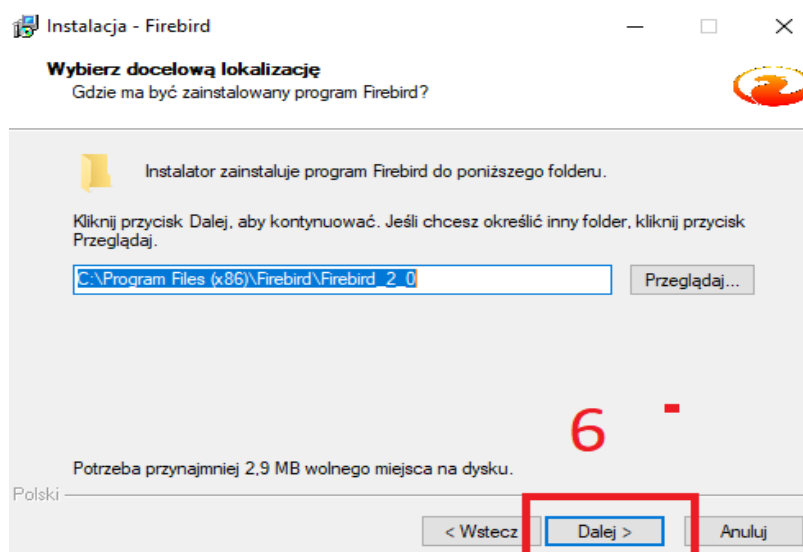 Instalacja - Firebird
Wybierz docelową lokalizację
Gdzie ma być zainstalowany program Firebird?
Instalator zainstaluje program Firebird do poniższego folderu.
Kliknij przycisk Dalej, aby kontynuować. Jeśli chcesz określić inny folder, kliknij przycisk
Przeglądaj.
C:\Program Files (x86)\Firebird\Firebird_2_0
Przeglądaj...
6
Potrzeba przynajmniej 2,9 MB wolnego miejsca na dysku.
Polski
< Wstecz
Dalej >
Anuluj